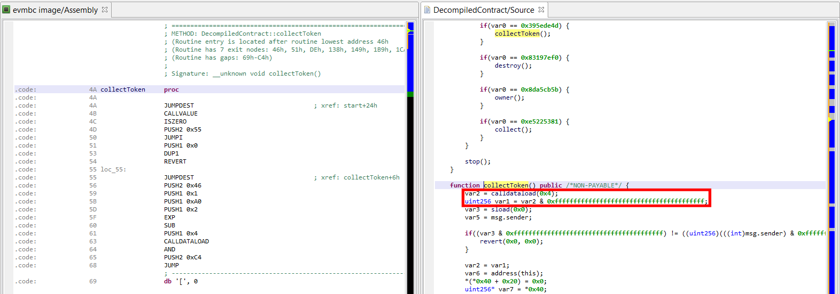 evmbc image/Assembly
; METHOD: DecompiledContract::collectToken
; (Routine entry is located after routine lowest address 46h
; (Routine has 7 exit nodes: 46h, 51h, DEh, 138h, 149h, 1B9h,
; (Routine has gaps: 69h-C4h)
;
; Signature: __unknown void collectToken()
.code: 4A collectToken proc
.code: 4A
.code: 4A JUMPDEST ; xref: start+24h
.code: 4B CALLVALUE
.code: 4C ISZERO
.code: 4D PUSH2 0x55
.code: 50 JUMPI
.code: 51 PUSH1 0x0
.code: 53 DUP1
.code: 54 REVERT
.code: 55 loc_55:
.code: 55 JUMPDEST ; xref: collectToken+6h
.code: 56 PUSH2 0x46
.code: 59 PUSH1 0x1
.code: 5B PUSH1 0xA0
.code: 5D PUSH1 0x2
.code: 5F EXP
.code: 60 SUB
.code: 61 PUSH1 0x4
.code: 63 CALLDATALOAD
.code: 64 AND
.code: 65 PUSH2 0xC4
.code: 68 JUMP
.code: 69 db '[', 0
DecompiledContract/Source
if(var0 == 0x395ede4d) {
collectToken();
}
if(var0 == 0x83197ef0) {
destroy();
}
if(var0 == 0x8da5cb5b) {
owner();
}
if(var0 == 0xe5225381) {
collect();
}
}
stop();
}
function collectToken() public /*NON-PAYABLE*/ {
var2 = calldataload(0x4);
uint256 var1 = var2 & 0xffffffffffffffffffffffffffffffffffffffff;
var3 = sload(0x0);
var5 = msg.sender;
if((var3 & 0xffffffffffffffffffffffffffffffffffffffff) != ((uint256)(((int)msg.sender) & 0xffffff
revert(0x0, 0x0);
}
var2 = var1;
var6 = address(this);
*(*0x40 + 0x20) = 0x0;
uint256* var7 = *0x40;